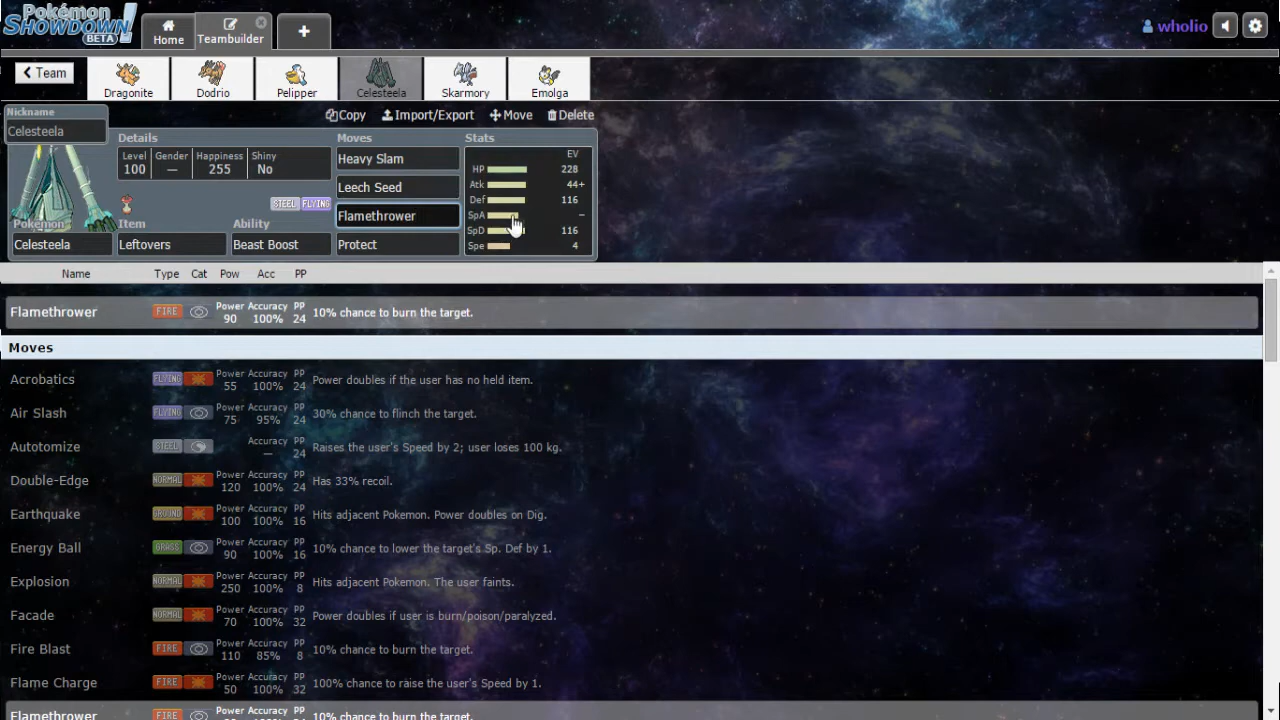 Pokémon
SHOWDOWN!
BETA
Home
Teambuilder
+
wholio
Team
Dragonite
Dodrio
Pelipper
Celesteela
Skarmory
Emolga
Nickname
Celesteela
Copy
Import/Export
Move
Delete
Details
Moves
Stats
Level Gender Happiness Shiny
100 — 255 No
Heavy Slam
Leech Seed
Flamethrower
Protect
EV
HP 228
Atk 44+
Def 116
SpA –
SpD 116
Spe 4
STEEL FLYING
Pokémon
Item
Ability
Celesteela
Leftovers
Beast Boost
Name Type Cat Pow Acc PP
Flamethrower FIRE Power 90 Accuracy 100% PP 24 10% chance to burn the target.
Moves
Acrobatics FLYING Power 55 Accuracy 100% PP 24 Power doubles if the user has no held item.
Air Slash FLYING Power 75 Accuracy 95% PP 24 30% chance to flinch the target.
Autotomize STEEL Accuracy — PP 24 Raises the user's Speed by 2; user loses 100 kg.
Double-Edge NORMAL Power 120 Accuracy 100% PP 24 Has 33% recoil.
Earthquake GROUND Power 100 Accuracy 100% PP 16 Hits adjacent Pokemon. Power doubles on Dig.
Energy Ball GRASS Power 90 Accuracy 100% PP 16 10% chance to lower the target's Sp. Def by 1.
Explosion NORMAL Power 250 Accuracy 100% PP 8 Hits adjacent Pokemon. The user faints.
Facade NORMAL Power 70 Accuracy 100% PP 32 Power doubles if user is burn/poison/paralyzed.
Fire Blast FIRE Power 110 Accuracy 85% PP 8 10% chance to burn the target.
Flame Charge FIRE Power 50 Accuracy 100% PP 32 100% chance to raise the user's Speed by 1.
Flamethrower FIRE Power Accuracy PP 10% chance to burn the target.